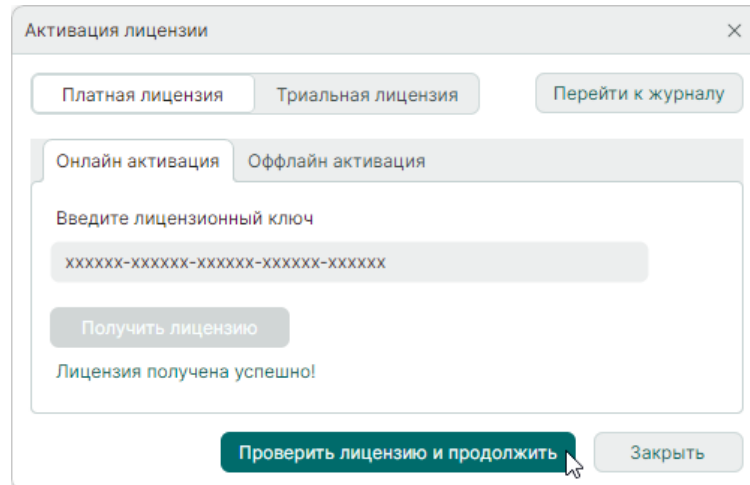 Активация лицензии
Платная лицензия Триальная лицензия Перейти к журналу
Онлайн активация Оффлайн активация
Введите лицензионный ключ
xxxxxx-xxxxxx-xxxxxx-xxxxxx-xxxxxx
Получить лицензию
Лицензия получена успешно!
Проверить лицензию и продолжить Закрыть